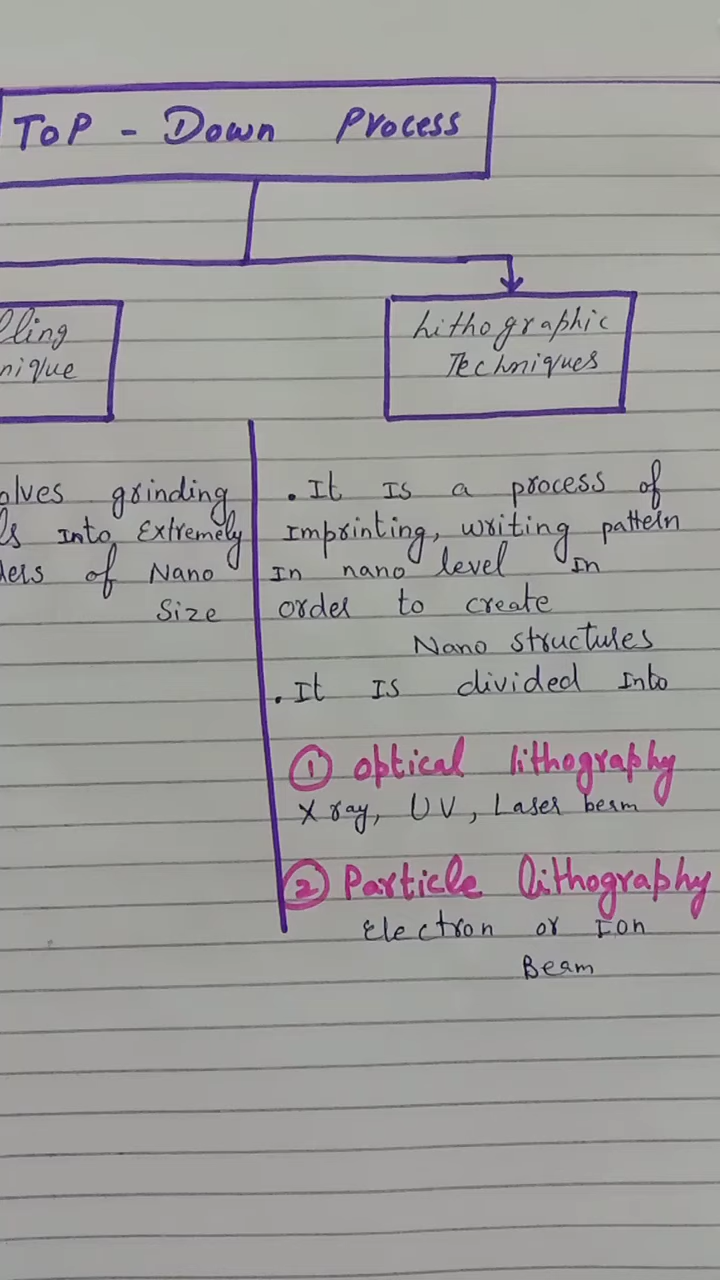 ToP - Down Process
lling
nique
Lithographic
Techniques
olves grinding
ls Into Extremely
ders of Nano
Size
. It Is a process of
Imprinting, writing pattern
In nano level In
order to create
Nano structures
. It Is divided Into
① optical lithography
X ray, UV, Laser beam
② Particle lithography
Electron or Ion
Beam